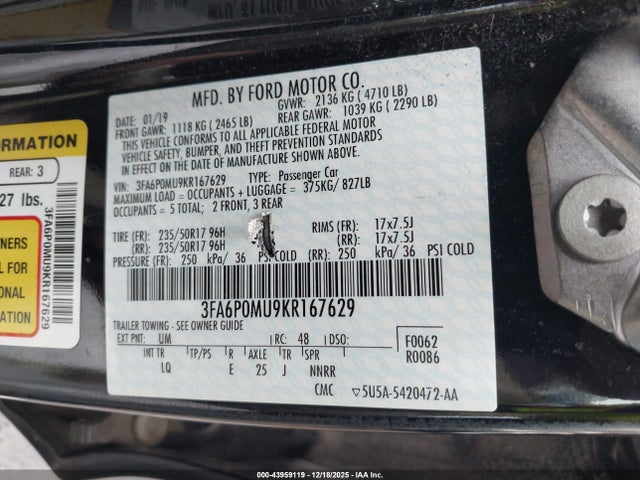 MFD. BY FORD MOTOR CO.
DATE: 01/19 GVWR: 2136 KG ( 4710 LB)
FRONT GAWR: 1118 KG ( 2465 LB) REAR GAWR: 1039 KG ( 2290 LB)
THIS VEHICLE CONFORMS TO ALL APPLICABLE FEDERAL MOTOR
VEHICLE SAFETY, BUMPER, AND THEFT PREVENTION STANDARDS
IN EFFECT ON THE DATE OF MANUFACTURE SHOWN ABOVE.
VIN: 3FA6P0MU9KR167629 TYPE: Passenger Car
MAXIMUM LOAD = OCCUPANTS + LUGGAGE = 375KG/ 827LB
OCCUPANTS = 5 TOTAL; 2 FRONT, 3 REAR
TIRE (FR): 235/50R17 96H RIMS (FR): 17x7.5J
(RR): 235/50R17 96H (RR): 17x7.5J
PRESSURE (FR): 250 kPa/ 36 PSI COLD (RR): 250 kPa/ 36 PSI COLD
3FA6P0MU9KR167629
TRAILER TOWING - SEE OWNER GUIDE
EXT PNT: UM RC: 48 DSO: F0062
R0086
INT TR TP/PS R AXLE TR SPR
LQ E 25 J NNRR
CMC ▽5U5A-5420472-AA
FORMATION
REAR: 3
27 lbs.
WNERS
L FOR
ONAL
3FA6P0MU9KR167629
000-43959119 - 12/18/2025 - IAA Inc.